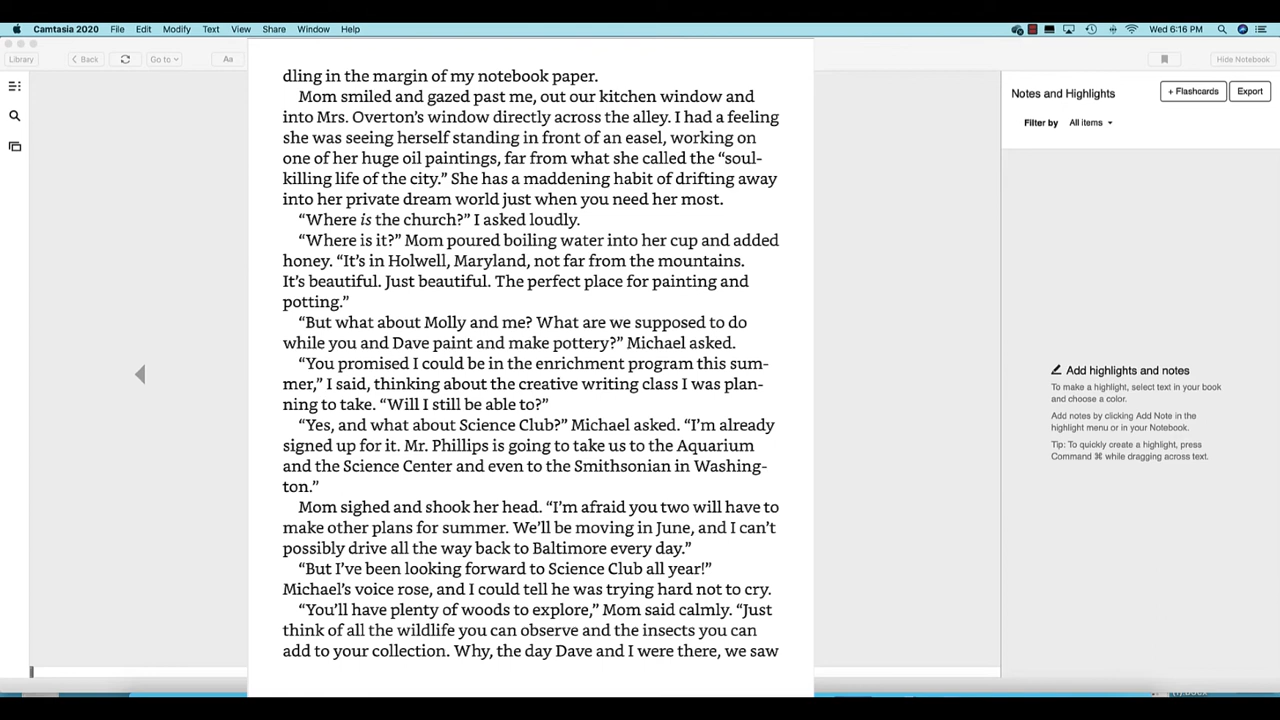 Camtasia 2020 File Edit Modify Text View Share Window Help Wed 6:16 PM
Library Back Go to Aa Hide Notebook
dling in the margin of my notebook paper.
Mom smiled and gazed past me, out our kitchen window and
into Mrs. Overton’s window directly across the alley. I had a feeling
she was seeing herself standing in front of an easel, working on
one of her huge oil paintings, far from what she called the “soul-
killing life of the city.” She has a maddening habit of drifting away
into her private dream world just when you need her most.
“Where is the church?” I asked loudly.
“Where is it?” Mom poured boiling water into her cup and added
honey. “It’s in Holwell, Maryland, not far from the mountains.
It’s beautiful. Just beautiful. The perfect place for painting and
potting.”
“But what about Molly and me? What are we supposed to do
while you and Dave paint and make pottery?” Michael asked.
“You promised I could be in the enrichment program this sum-
mer,” I said, thinking about the creative writing class I was plan-
ning to take. “Will I still be able to?”
“Yes, and what about Science Club?” Michael asked. “I’m already
signed up for it. Mr. Phillips is going to take us to the Aquarium
and the Science Center and even to the Smithsonian in Washing-
ton.”
Mom sighed and shook her head. “I’m afraid you two will have to
make other plans for summer. We’ll be moving in June, and I can’t
possibly drive all the way back to Baltimore every day.”
“But I’ve been looking forward to Science Club all year!”
Michael’s voice rose, and I could tell he was trying hard not to cry.
“You’ll have plenty of woods to explore,” Mom said calmly. “Just
think of all the wildlife you can observe and the insects you can
add to your collection. Why, the day Dave and I were there, we saw
Notes and Highlights
+ Flashcards
Export
Filter by All items
Add highlights and notes
To make a highlight, select text in your book
and choose a color.
Add notes by clicking Add Note in the
highlight menu or in your Notebook.
Tip: To quickly create a highlight, press
Command ⌘ while dragging across text.